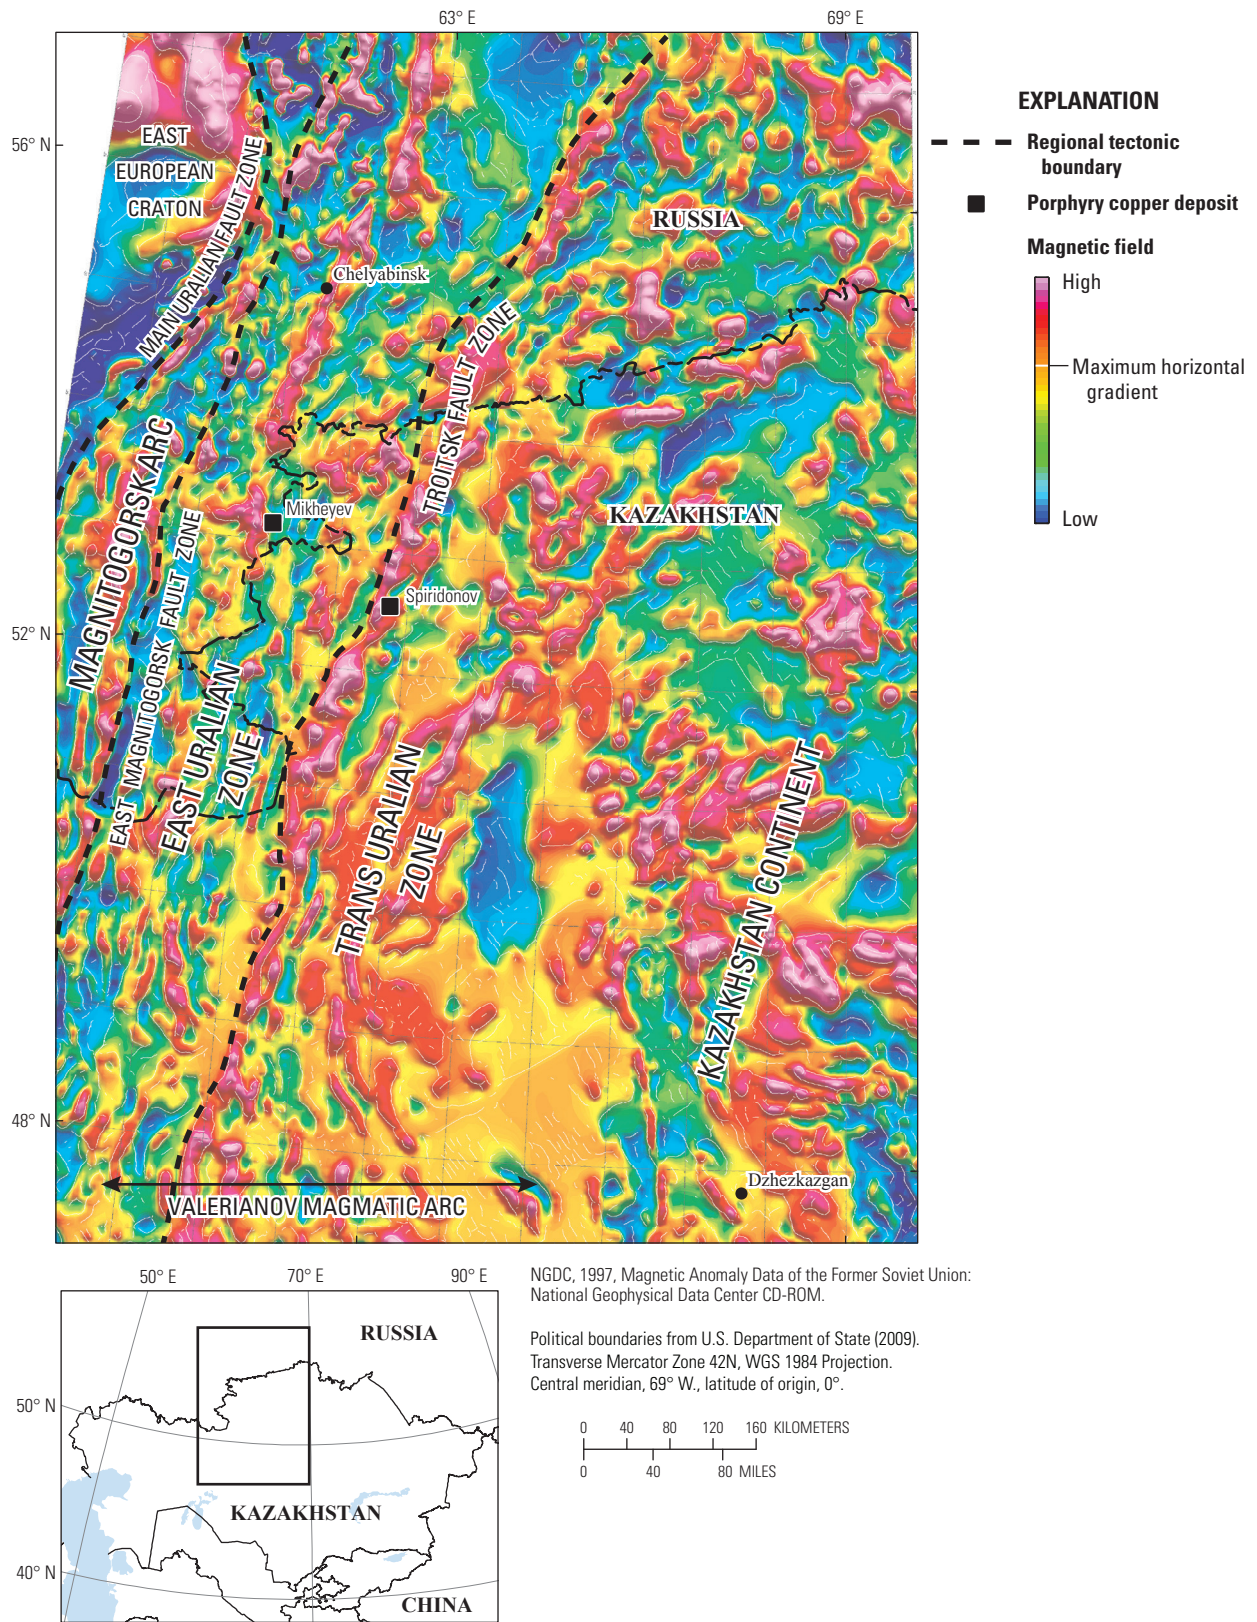 63° E
69° E
56° N
52° N
48° N
EAST
EUROPEAN
CRATON
MAIN URALIAN FAULT ZONE
RUSSIA
Chelyabinsk
TROITSK FAULT ZONE
MAGNITOGORSK ARC
Mikheyev
KAZAKHSTAN
EAST MAGNITOGORSK FAULT ZONE
Spiridonov
EAST URALIAN
ZONE
TRANS URALIAN
ZONE
KAZAKHSTAN CONTINENT
Dzhezkazgan
VALERIANOV MAGMATIC ARC
EXPLANATION
Regional tectonic
boundary
Porphyry copper deposit
Magnetic field
High
Maximum horizontal
gradient
Low
50° E
70° E
90° E
50° N
40° N
RUSSIA
KAZAKHSTAN
CHINA
NGDC, 1997, Magnetic Anomaly Data of the Former Soviet Union:
National Geophysical Data Center CD-ROM.
Political boundaries from U.S. Department of State (2009).
Transverse Mercator Zone 42N, WGS 1984 Projection.
Central meridian, 69° W., latitude of origin, 0°.
0 40 80 120 160 KILOMETERS
0 40 80 MILES